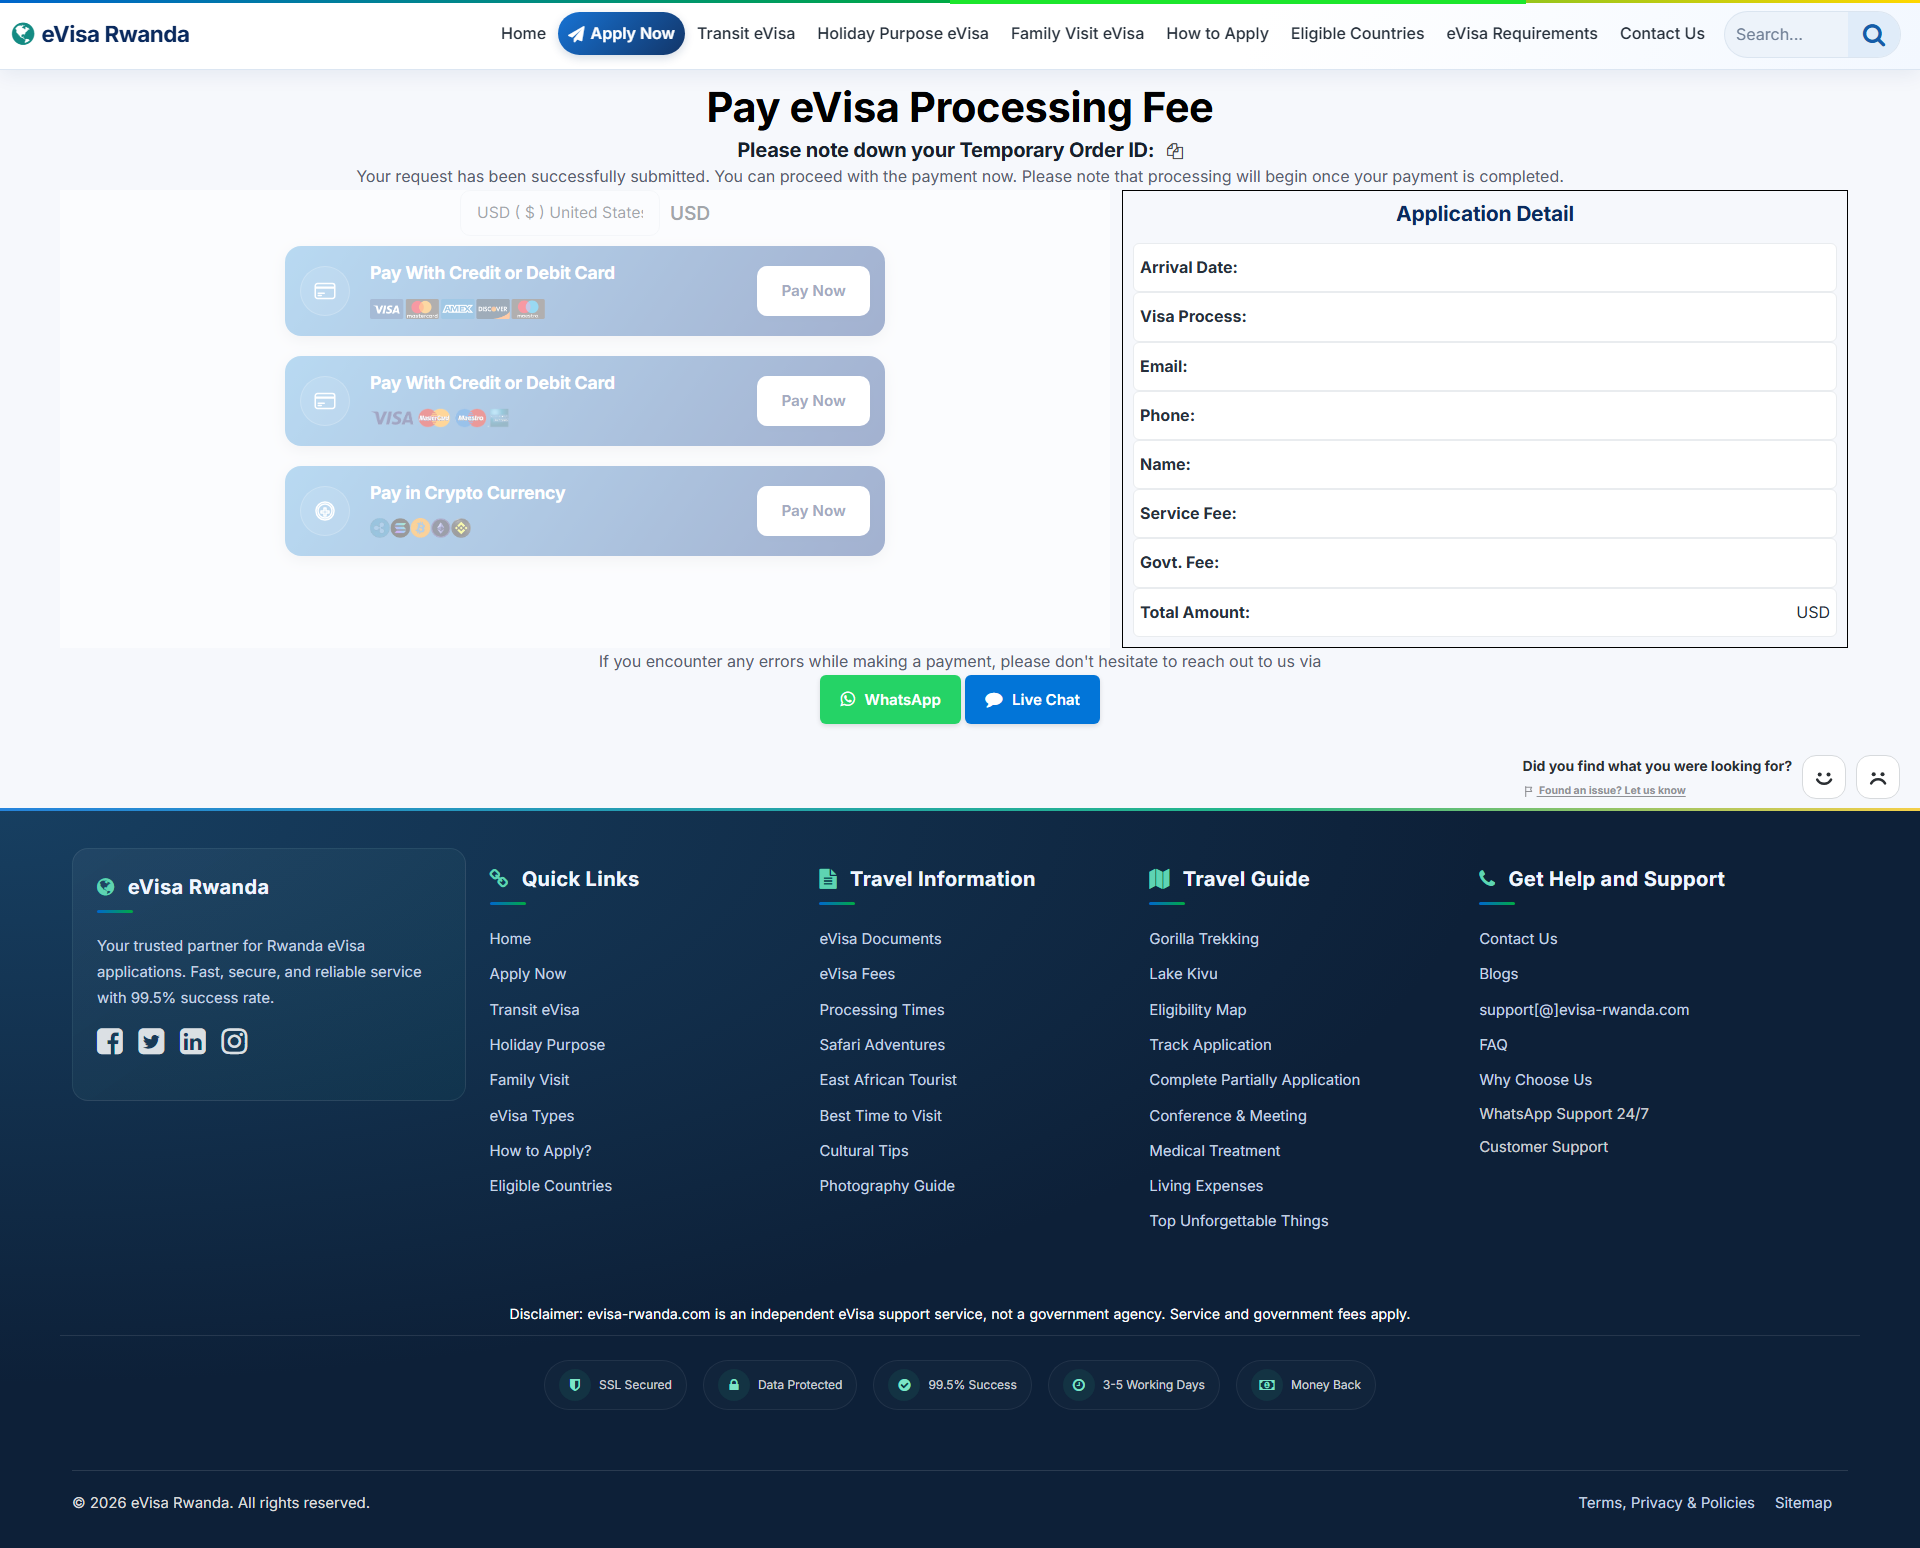 eVisa Rwanda
Home
Apply Now
Transit eVisa
Holiday Purpose eVisa
Family Visit eVisa
How to Apply
Eligible Countries
eVisa Requirements
Contact Us
Search...
Pay eVisa Processing Fee
Please note down your Temporary Order ID:
Your request has been successfully submitted. You can proceed with the payment now. Please note that processing will begin once your payment is completed.
USD ( $ ) United States
USD
Pay With Credit or Debit Card
VISA mastercard AMEX DISCOVER maestro
Pay Now
Pay With Credit or Debit Card
VISA MasterCard Maestro
Pay Now
Pay in Crypto Currency
Pay Now
Application Detail
Arrival Date:
Visa Process:
Email:
Phone:
Name:
Service Fee:
Govt. Fee:
Total Amount: USD
If you encounter any errors while making a payment, please don't hesitate to reach out to us via
WhatsApp
Live Chat
Did you find what you were looking for?
Found an issue? Let us know
eVisa Rwanda
Your trusted partner for Rwanda eVisa
applications. Fast, secure, and reliable service
with 99.5% success rate.
Quick Links
Home
Apply Now
Transit eVisa
Holiday Purpose
Family Visit
eVisa Types
How to Apply?
Eligible Countries
Travel Information
eVisa Documents
eVisa Fees
Processing Times
Safari Adventures
East African Tourist
Best Time to Visit
Cultural Tips
Photography Guide
Travel Guide
Gorilla Trekking
Lake Kivu
Eligibility Map
Track Application
Complete Partially Application
Conference & Meeting
Medical Treatment
Living Expenses
Top Unforgettable Things
Get Help and Support
Contact Us
Blogs
support[@]evisa-rwanda.com
FAQ
Why Choose Us
WhatsApp Support 24/7
Customer Support
Disclaimer: evisa-rwanda.com is an independent eVisa support service, not a government agency. Service and government fees apply.
SSL Secured
Data Protected
99.5% Success
3-5 Working Days
Money Back
© 2026 eVisa Rwanda. All rights reserved.
Terms, Privacy & Policies
Sitemap